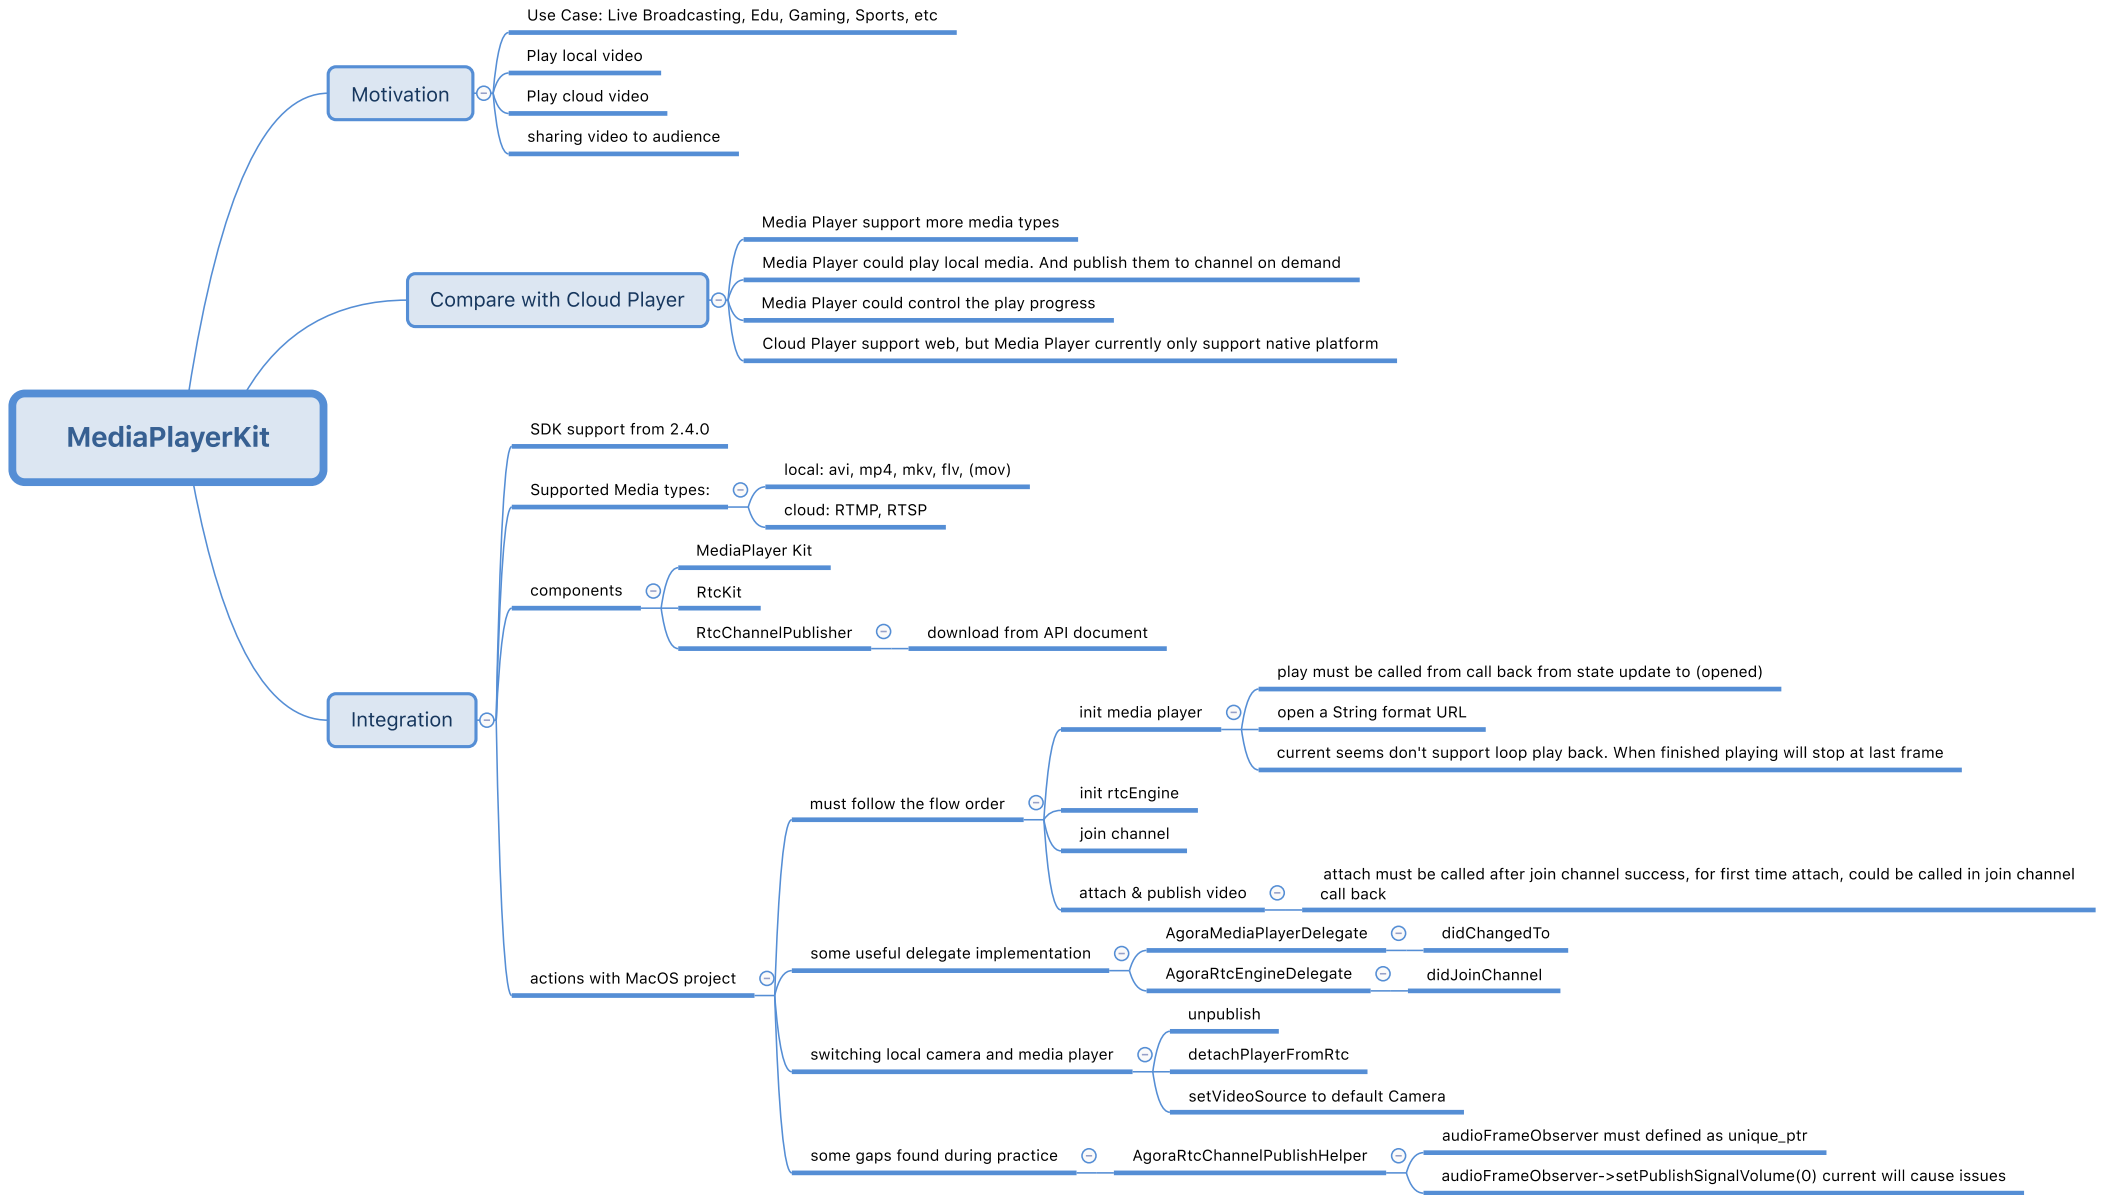 MediaPlayerKit
Motivation
Use Case: Live Broadcasting, Edu, Gaming, Sports, etc
Play local video
Play cloud video
sharing video to audience
Compare with Cloud Player
Media Player support more media types
Media Player could play local media. And publish them to channel on demand
Media Player could control the play progress
Cloud Player support web, but Media Player currently only support native platform
Integration
SDK support from 2.4.0
Supported Media types:
local: avi, mp4, mkv, flv, (mov)
cloud: RTMP, RTSP
components
MediaPlayer Kit
RtcKit
RtcChannelPublisher
download from API document
actions with MacOS project
must follow the flow order
init media player
play must be called from call back from state update to (opened)
open a String format URL
current seems don't support loop play back. When finished playing will stop at last frame
init rtcEngine
join channel
attach & publish video
attach must be called after join channel success, for first time attach, could be called in join channel
call back
some useful delegate implementation
AgoraMediaPlayerDelegate
didChangedTo
AgoraRtcEngineDelegate
didJoinChannel
switching local camera and media player
unpublish
detachPlayerFromRtc
setVideoSource to default Camera
some gaps found during practice
AgoraRtcChannelPublishHelper
audioFrameObserver must defined as unique_ptr
audioFrameObserver->setPublishSignalVolume(0) current will cause issues